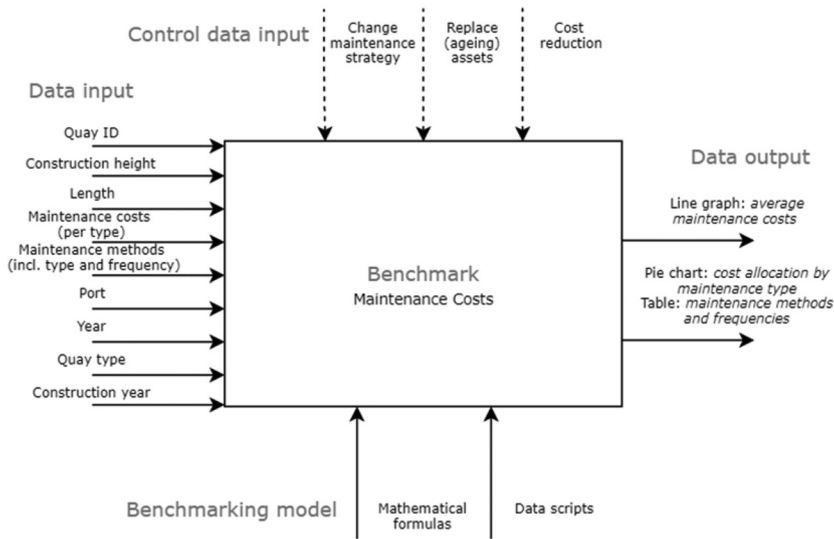 Control data input
Change
maintenance
strategy
Replace
(ageing)
assets
Cost
reduction
Data input
Quay ID
Construction height
Length
Maintenance costs
(per type)
Maintenance methods
(incl. type and frequency)
Port
Year
Quay type
Construction year
Benchmark
Maintenance Costs
Data output
Line graph: average
maintenance costs
Pie chart: cost allocation by
maintenance type
Table: maintenance methods
and frequencies
Benchmarking model
Mathematical
formulas
Data scripts